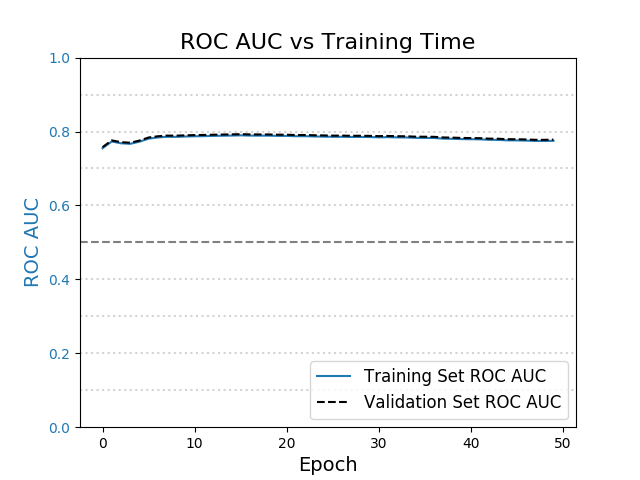 ROC AUC vs Training Time
ROC AUC
1.0
0.8
0.6
0.4
0.2
0.0
Training Set ROC AUC
Validation Set ROC AUC
0 10 20 30 40 50
Epoch